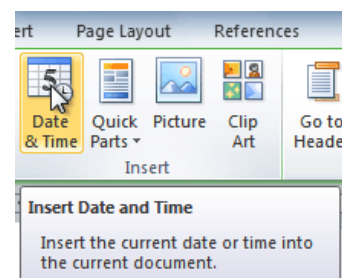 ert Page Layout References
5
Date Quick Picture Clip Go to
& Time Parts Art Heade
Insert
Insert Date and Time
Insert the current date or time into
the current document.